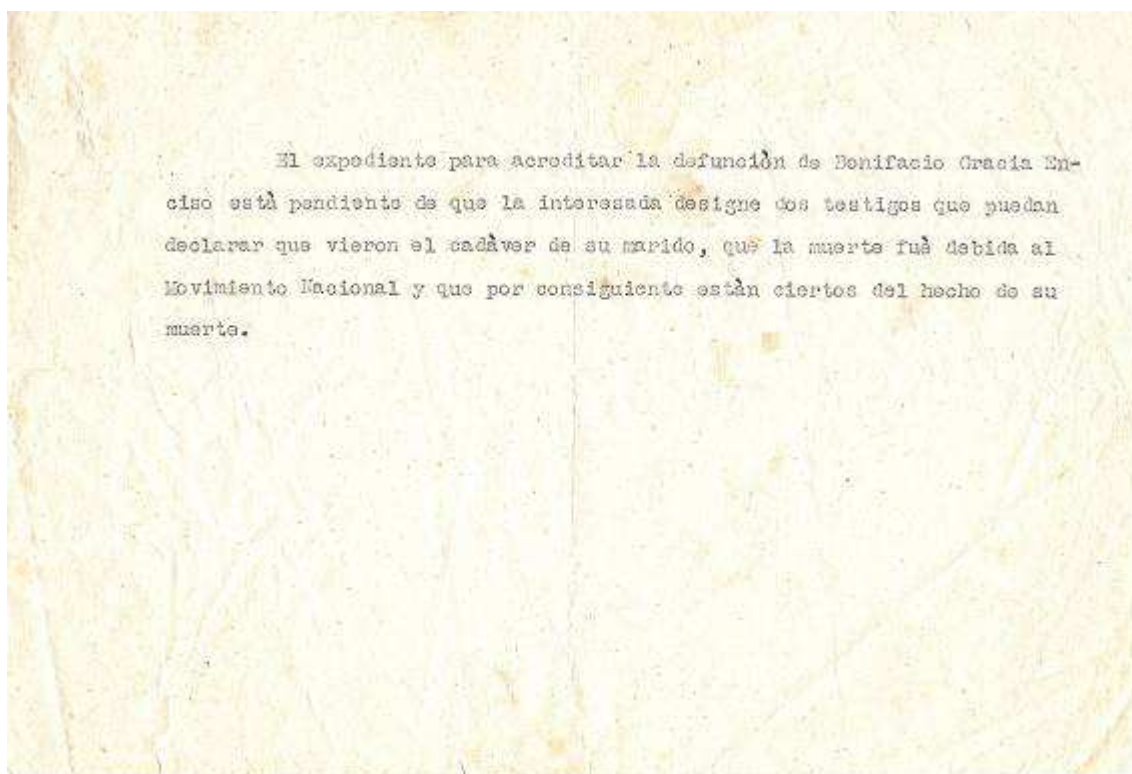 El expediente para acreditar la defunciòn de Bonifacio Gracia En-
ciso està pendiente de que la interesada designe dos testigos que puedan
declarar que vieron el cadàver de su marido, que la muerte fuè debida al
Movimiento Nacional y que por consiguiente estàn ciertos del hecho de su
muerte.